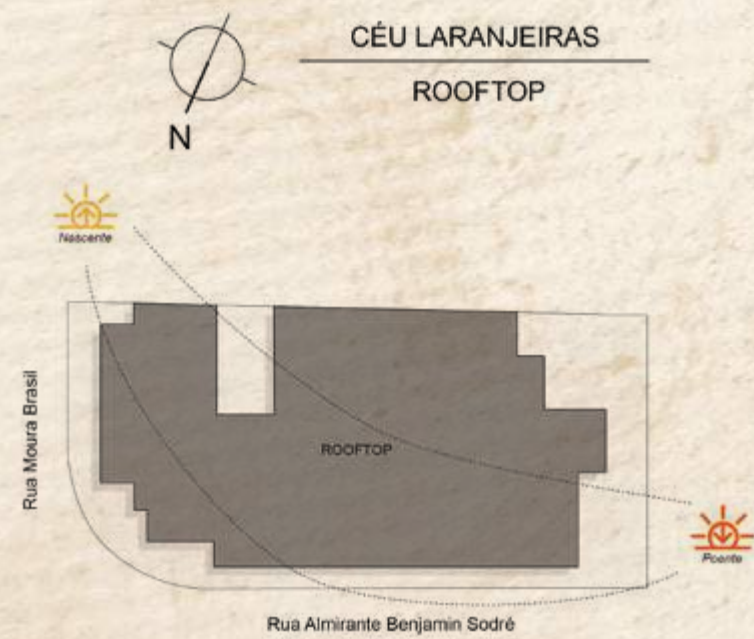 CÉU LARANJEIRAS
ROOFTOP
N
Nascente
Rua Moura Brasil
ROOFTOP
Poente
Rua Almirante Benjamin Sodré